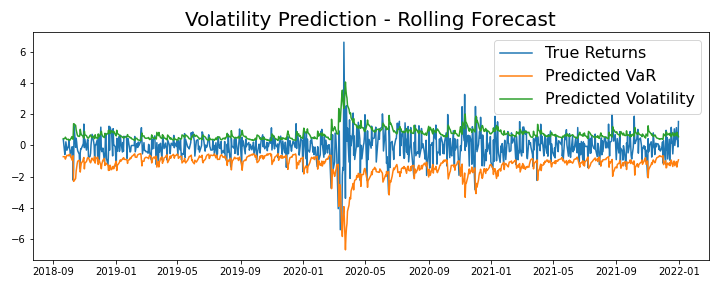 Volatility Prediction - Rolling Forecast
True Returns
Predicted VaR
Predicted Volatility
6
4
2
0
−2
−4
−6
2018-09 2019-01 2019-05 2019-09 2020-01 2020-05 2020-09 2021-01 2021-05 2021-09 2022-01